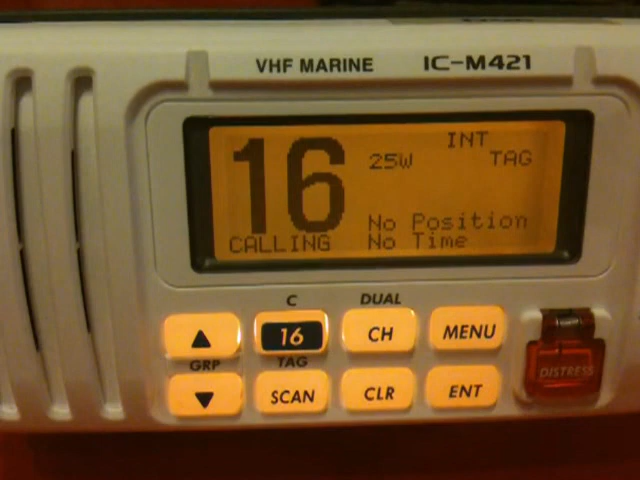 VHF MARINE IC-M421
16 25W INT
TAG
No Position
CALLING No Time
C DUAL
▲ 16 CH MENU
GRP TAG
▼ SCAN CLR ENT
DISTRESS